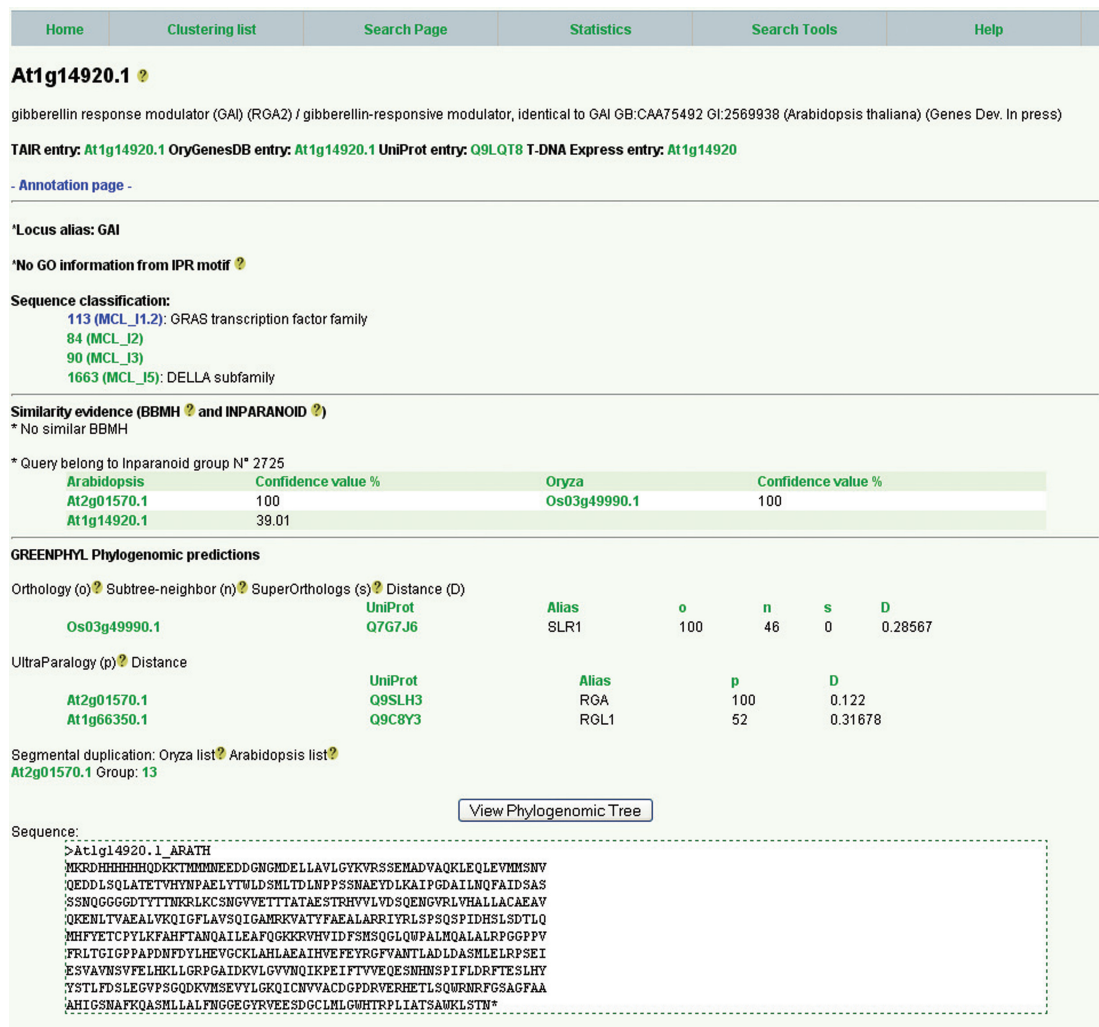 Home Clustering list Search Page Statistics Search Tools Help
At1g14920.1 ?
gibberellin response modulator (GAI) (RGA2) / gibberellin-responsive modulator, identical to GAI GB:CAA75492 GI:2569938 (Arabidopsis thaliana) (Genes Dev. In press)
TAIR entry: At1g14920.1 OryGenesDB entry: At1g14920.1 UniProt entry: Q9LQT8 T-DNA Express entry: At1g14920
- Annotation page -
*Locus alias: GAI
*No GO information from IPR motif ?
Sequence classification:
113 (MCL_I1.2): GRAS transcription factor family
84 (MCL_I2)
90 (MCL_I3)
1663 (MCL_I5): DELLA subfamily
Similarity evidence (BBMH ? and INPARANOID ?)
* No similar BBMH
* Query belong to Inparanoid group N° 2725
Arabidopsis Confidence value % Oryza Confidence value %
At2g01570.1 100 Os03g49990.1 100
At1g14920.1 39.01
GREENPHYL Phylogenomic predictions
Orthology (o)? Subtree-neighbor (n)? SuperOrthologs (s)? Distance (D)
UniProt Alias o n s D
Os03g49990.1 Q7G7J6 SLR1 100 46 0 0.28567
UltraParalogy (p)? Distance
UniProt Alias p D
At2g01570.1 Q9SLH3 RGA 100 0.122
At1g66350.1 Q9C8Y3 RGL1 52 0.31678
Segmental duplication: Oryza list? Arabidopsis list?
At2g01570.1 Group: 13
View Phylogenomic Tree
Sequence:
>At1g14920.1_ARATH
MKRDHHHHHHQDKKTMMMNEEDDGNGMDELLAVLGYKVRSSEMADVAQKLEQLEVMMSNV
QEDDLSQLATETVHYNPAELYTWLDSMLTDLNPPSSNAEYDLKAIPGDAILNQFAIDSAS
SSNQGGGGDTYTTNKRLKCSNGVVETTTATAESTRHVVLVDSQENGVRLVHALLACAEAV
QKENLTVAEALVKQIGFLAVSQIGAMRKVATYFAEALARRIYRLSPSQSPIDHSLSDTLQ
MHFYETCPYLKFAHFTANQAILEAFQGKKRVHVIDFSMSQGLQWPALMQALALRPGGPPV
FRLTGIGPPAPDNFDYLHEVGCKLAHLAEAIHVEFEYRGFVANTLADLDASMLELRPSEI
ESVAVNSVFELHKLLGRPGAIDKVLGVVNQIKPEIFTVVEQESNHNSPIFLDRFTESLHY
YSTLFDSLEGVPSGQDKVMSEVYLGKQICNVVACDGPDRVERHETLSQWRNRFGSAGFAA
AHIGSNAFKQASMLLALFNGGEGYRVEESDGCLMLGWHTRPLIATSAWKLSTN*